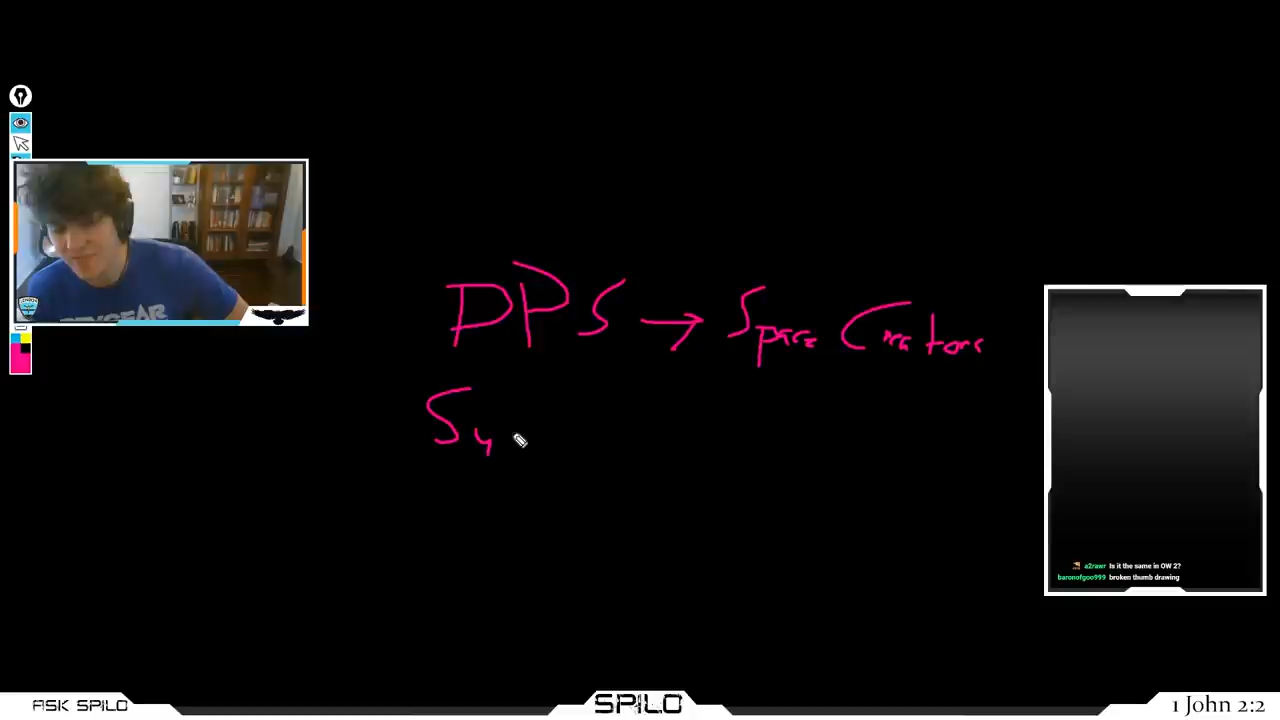 DPS → Space Creators
Sy
a2rawr Is it the same in OW 2?
baronofgoo999 broken thumb drawing
ASK SPILO
SPILO
1 John 2:2